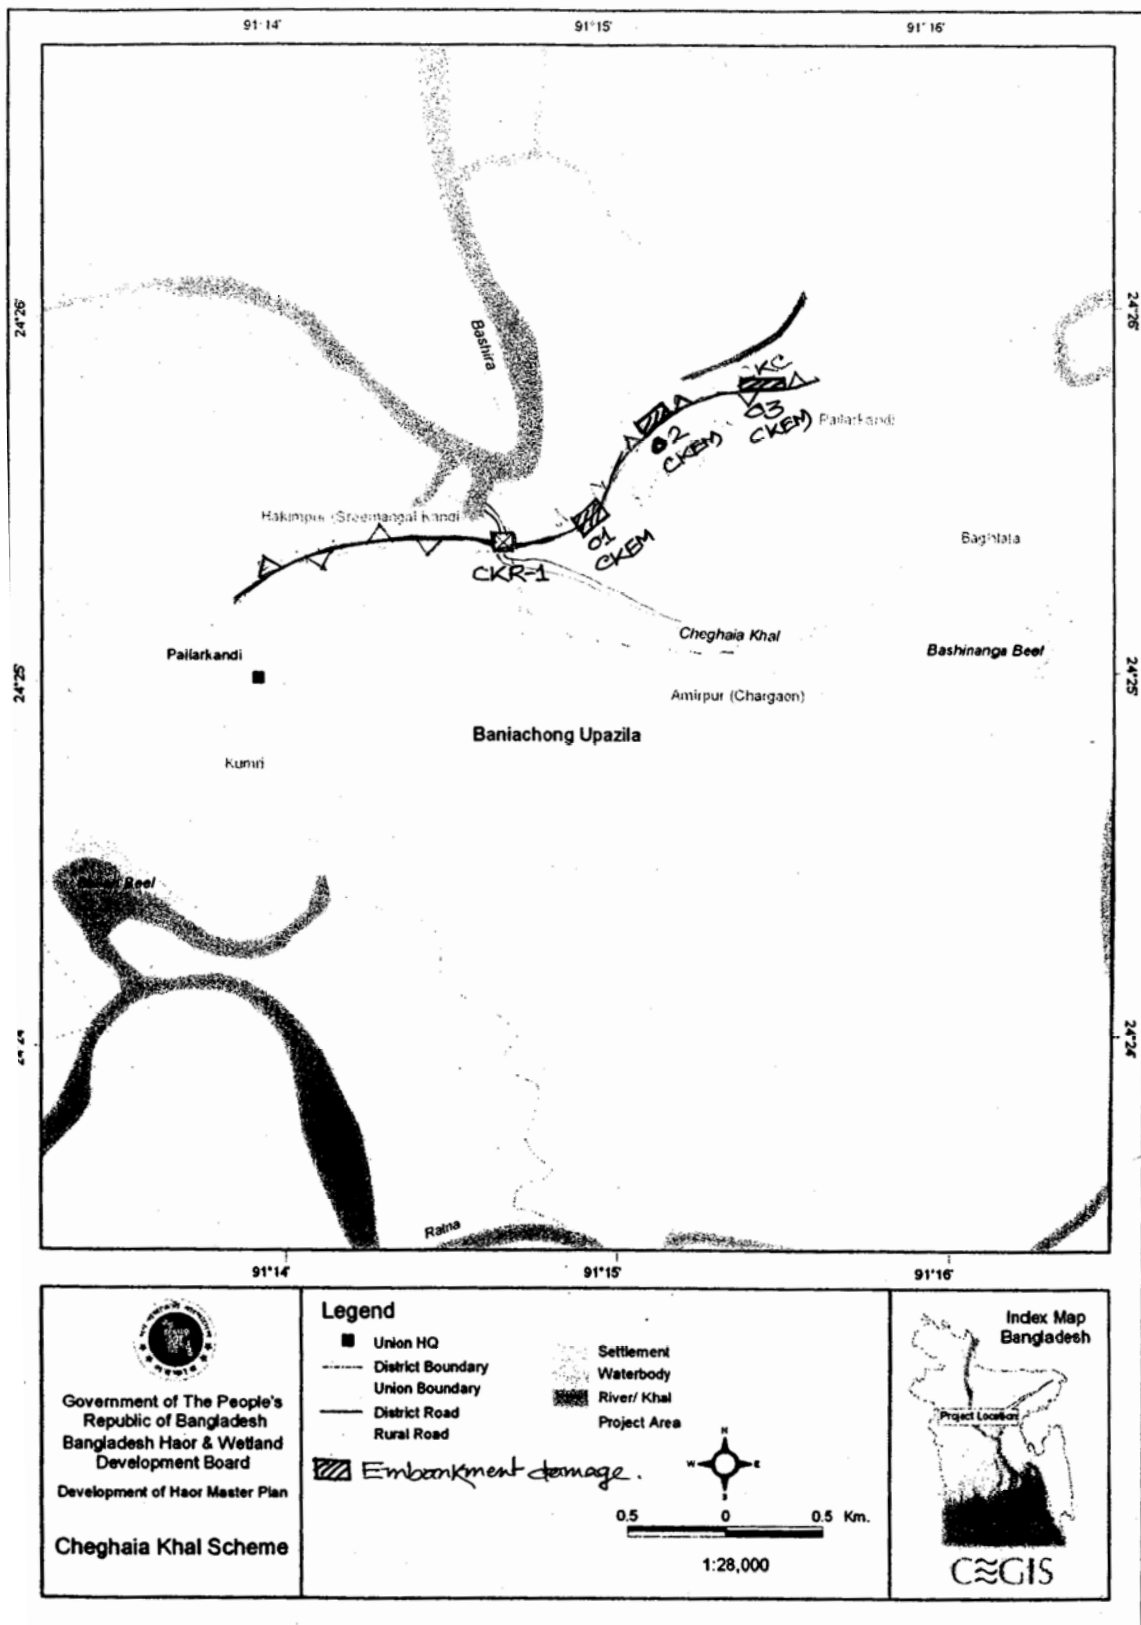 91°14'
91°15'
91°16'
24°26'
24°26'
Bashira
KC
03
CKEM
Pailarkandi
02
CKEM
Hakimpur (Sreemangal Kandi
01
CKEM
CKR-1
Baghlata
Cheghaia Khal
Bashinanga Beel
Pailarkandi
24°25'
24°25'
Amirpur (Chargaon)
Baniachong Upazila
Kumri
Beel
24°24'
Ratna
91°14'
91°15'
91°16'
Government of The People's
Republic of Bangladesh
Bangladesh Haor & Wetland
Development Board
Development of Haor Master Plan
Cheghaia Khal Scheme
Legend
Union HQ
District Boundary
Union Boundary
District Road
Rural Road
Settlement
Waterbody
River/ Khal
Project Area
Embankment damage.
N
W
E
S
0.5 0 0.5 Km.
1:28,000
Index Map
Bangladesh
Project Location
CEGIS